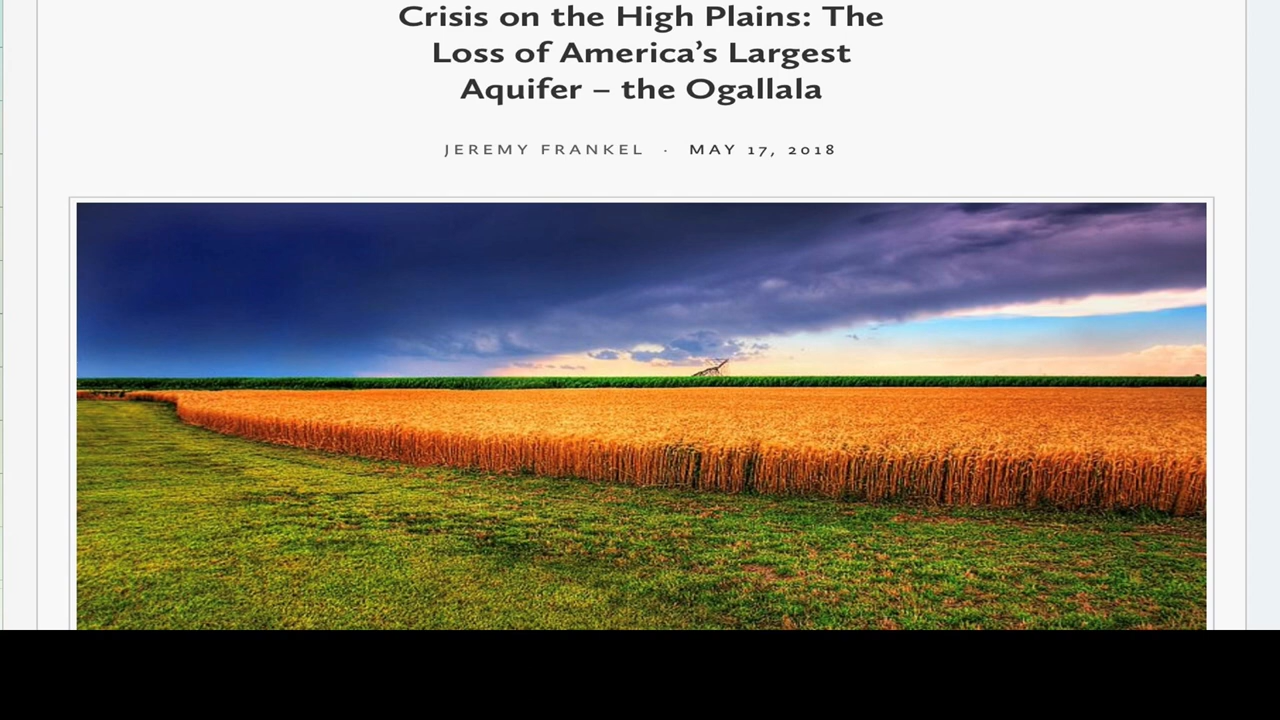 Crisis on the High Plains: The
Loss of America’s Largest
Aquifer – the Ogallala
JEREMY FRANKEL · MAY 17, 2018